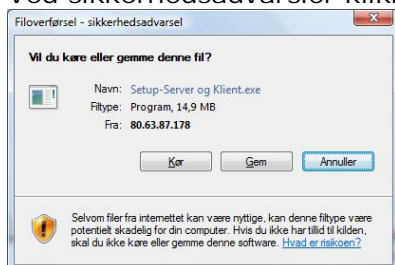 Filoverførsel - sikkerhedsadvarsel
Vil du køre eller gemme denne fil?
Navn: Setup-Server og Klient.exe
Filtype: Program, 14,9 MB
Fra: 80.63.87.178
Kør Gem Annuller
Selvom filer fra internettet kan være nyttige, kan denne filtype være
potentielt skadelig for din computer. Hvis du ikke har tillid til kilden,
skal du ikke køre eller gemme denne software. Hvad er risikoen?